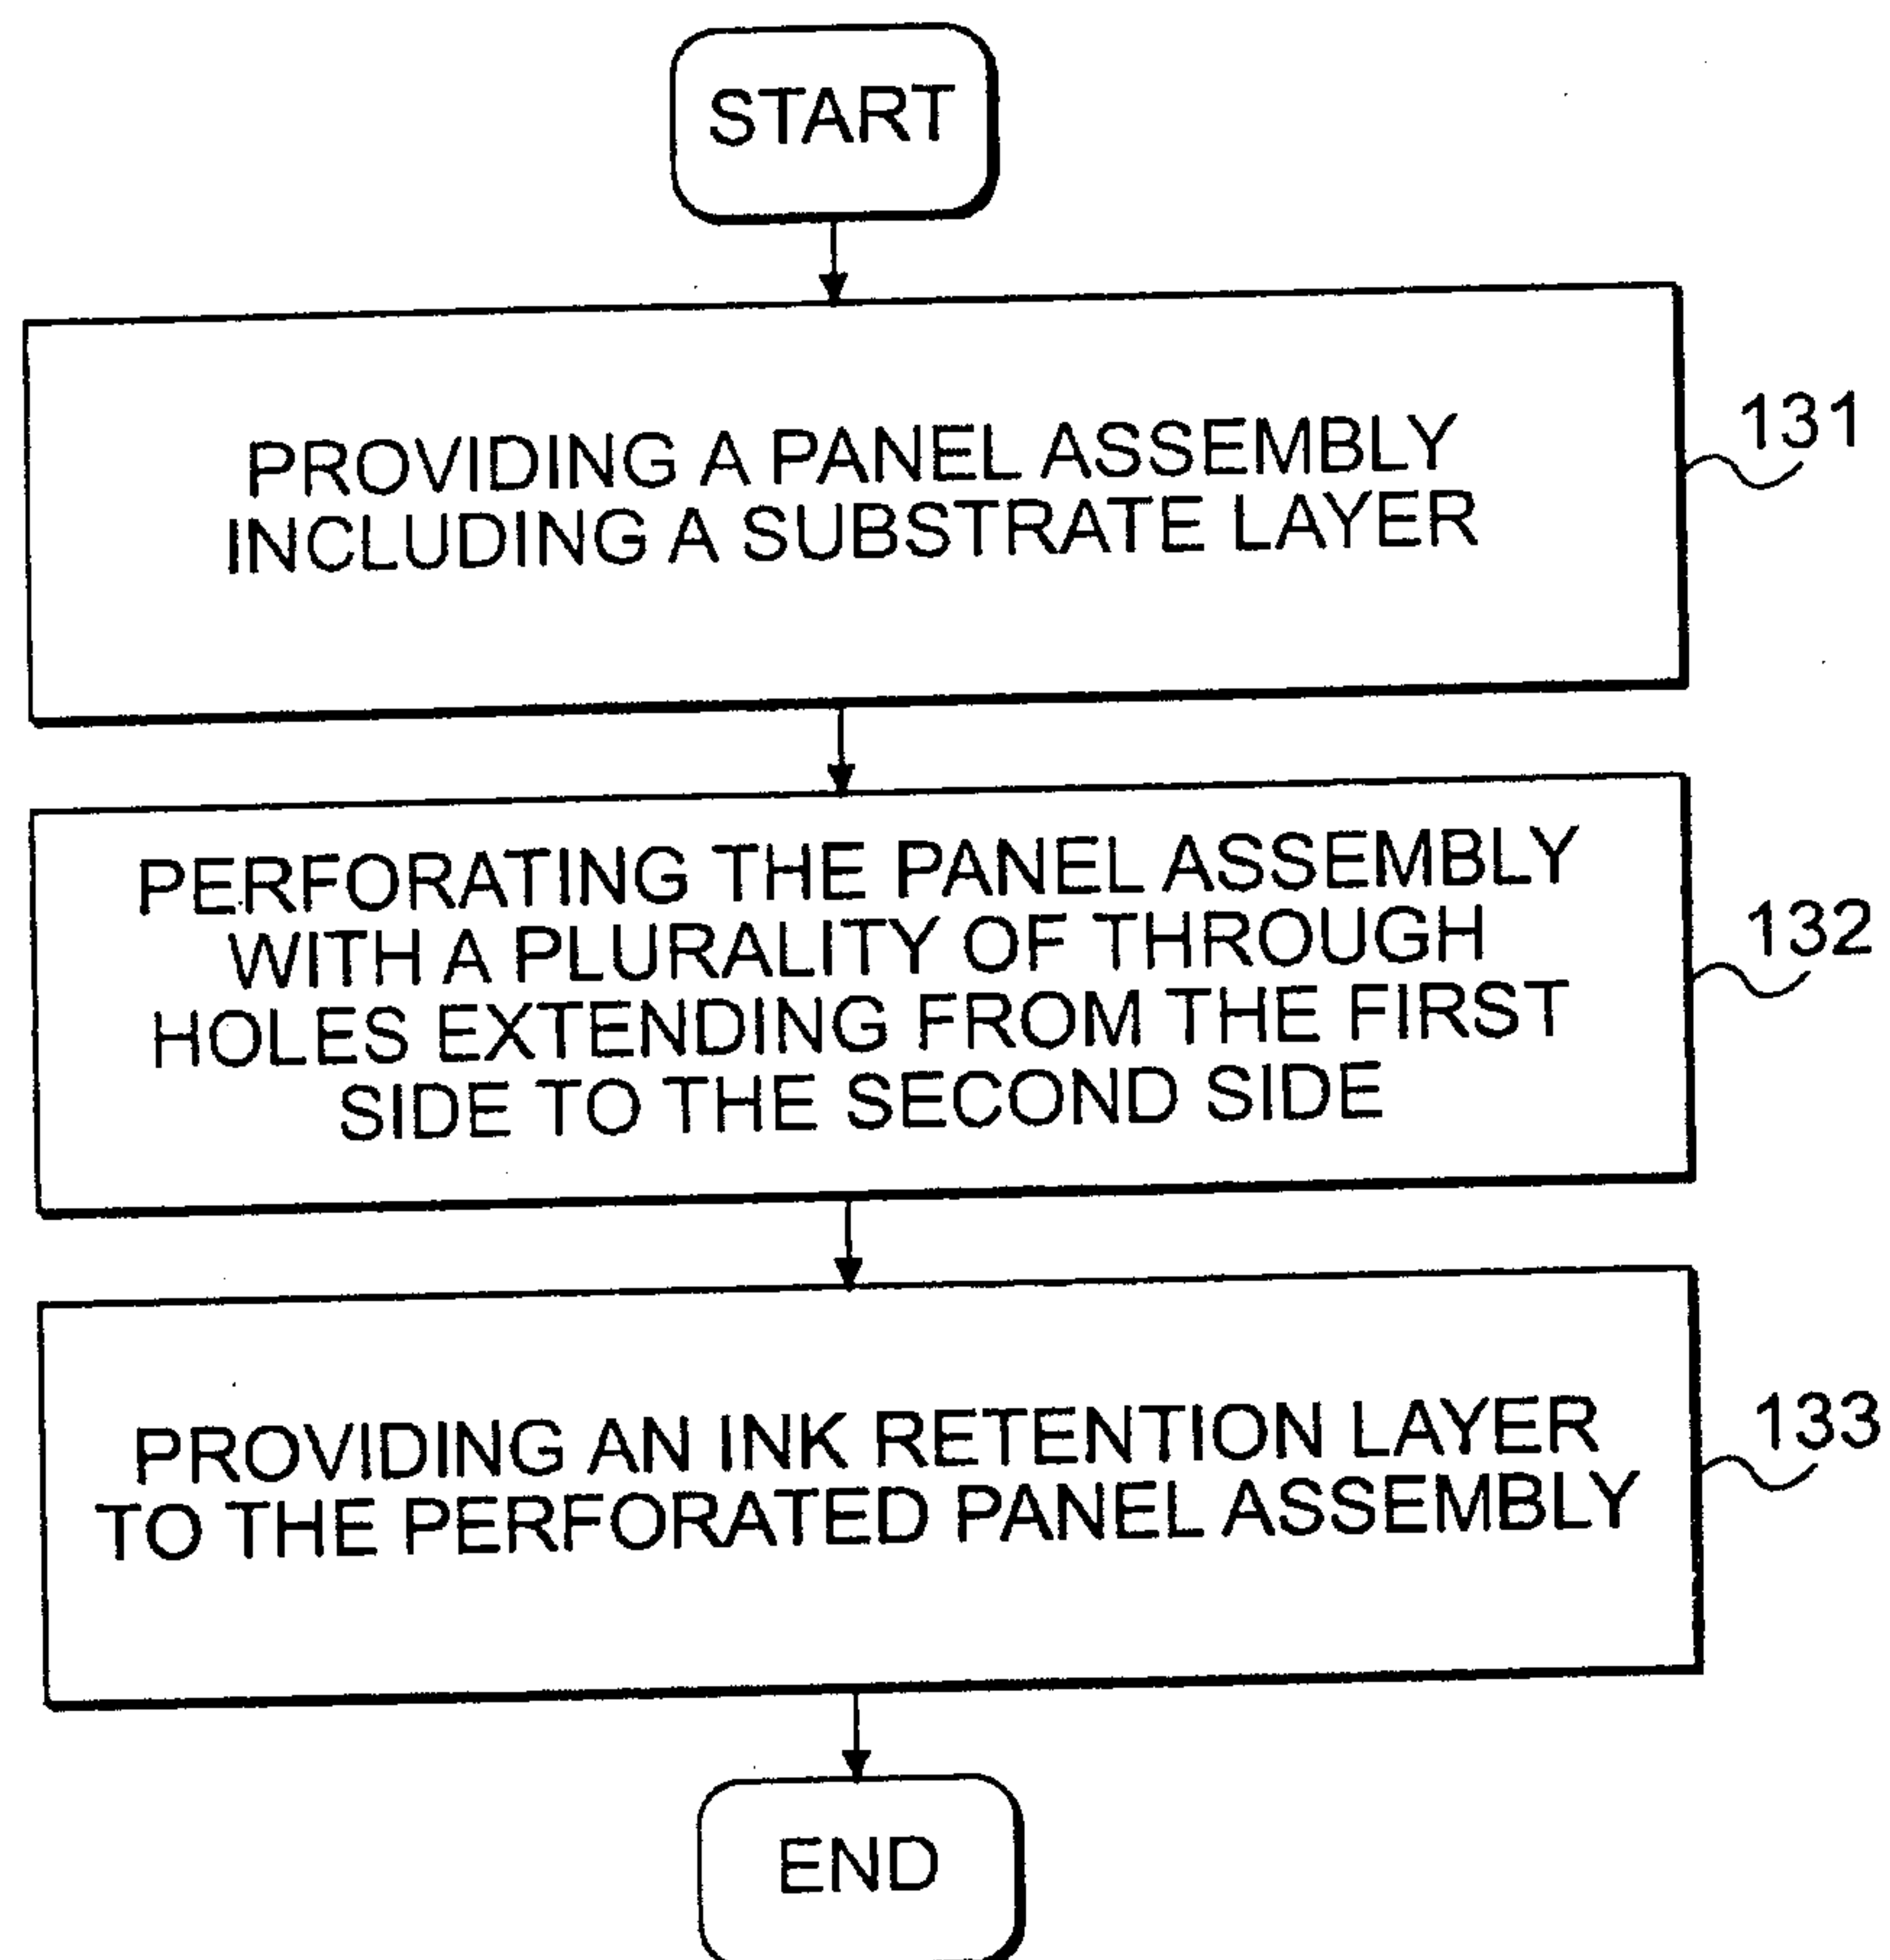 START
PROVIDING A PANEL ASSEMBLY
INCLUDING A SUBSTRATE LAYER
131
PERFORATING THE PANEL ASSEMBLY
WITH A PLURALITY OF THROUGH
HOLES EXTENDING FROM THE FIRST
SIDE TO THE SECOND SIDE
132
PROVIDING AN INK RETENTION LAYER
TO THE PERFORATED PANEL ASSEMBLY
133
END